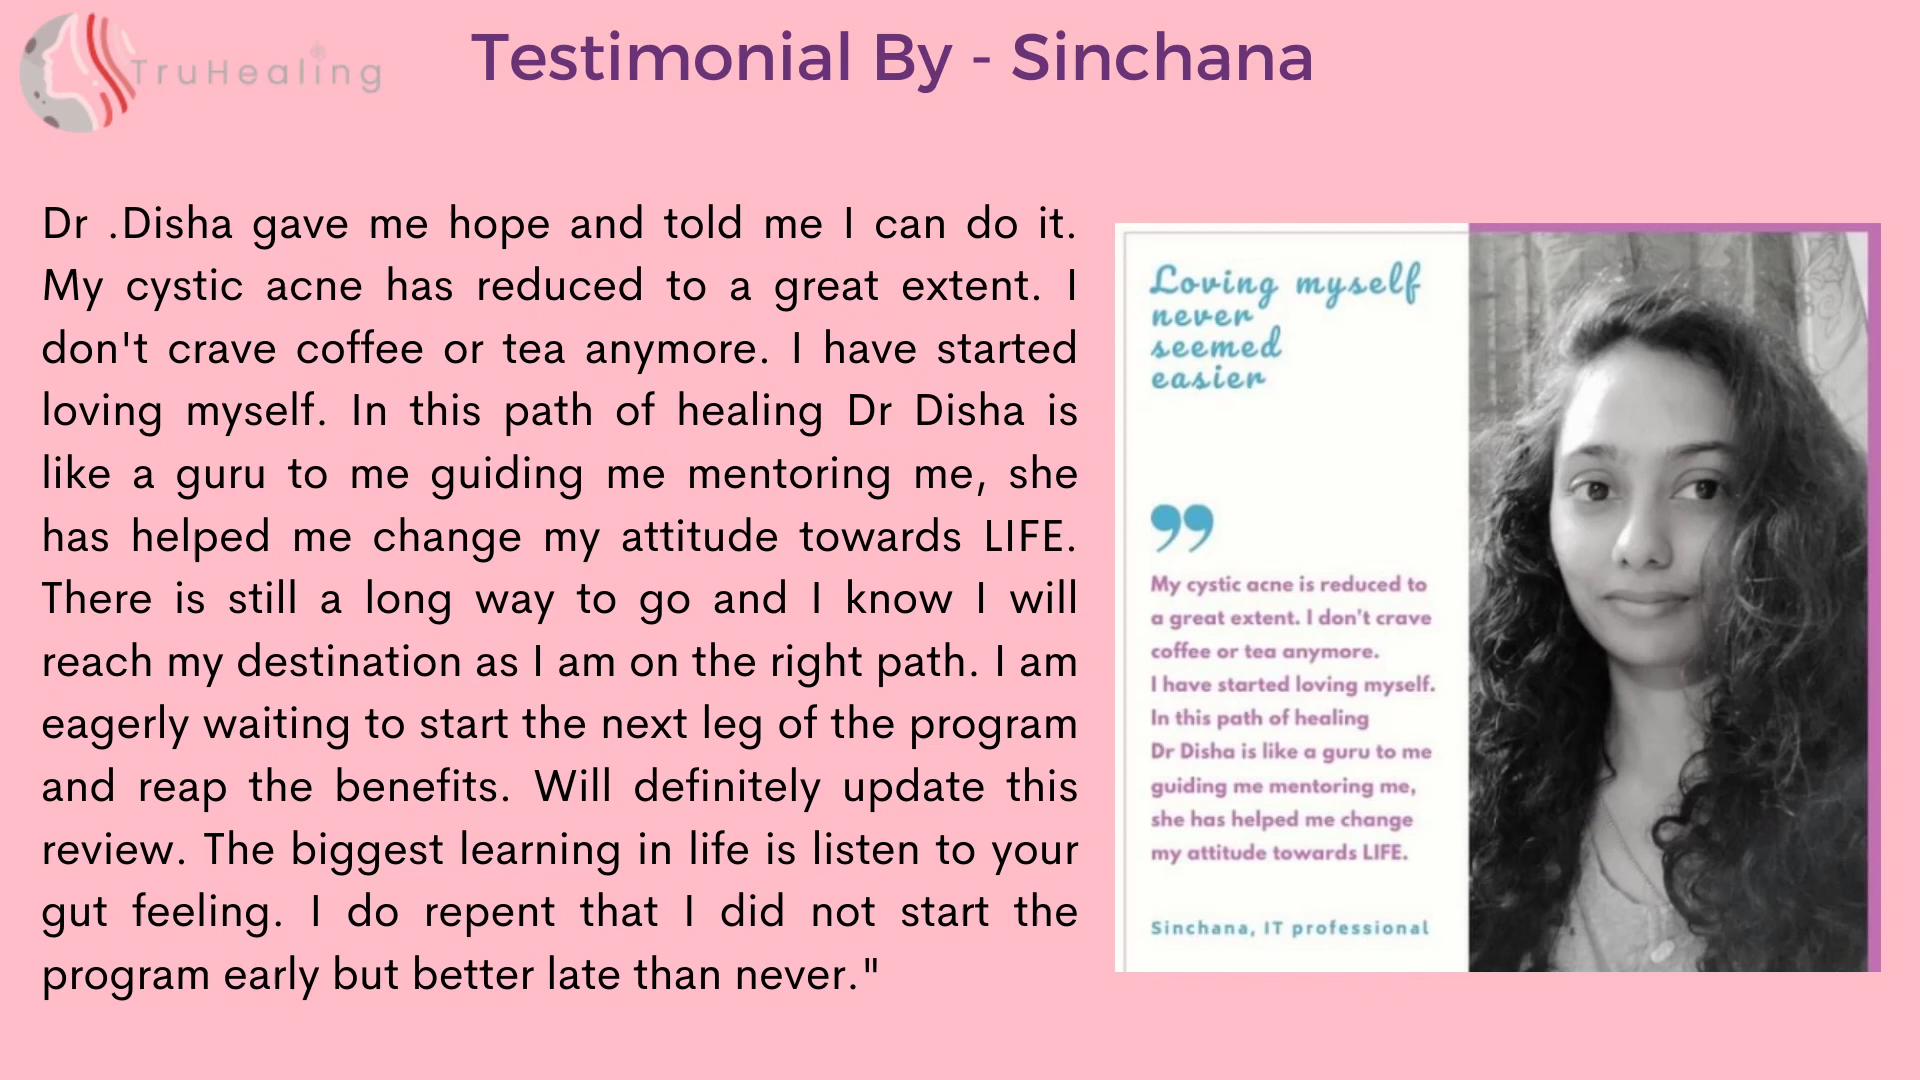 TruHealing
Testimonial By - Sinchana
Dr .Disha gave me hope and told me I can do it.
My cystic acne has reduced to a great extent. I
don't crave coffee or tea anymore. I have started
loving myself. In this path of healing Dr Disha is
like a guru to me guiding me mentoring me, she
has helped me change my attitude towards LIFE.
There is still a long way to go and I know I will
reach my destination as I am on the right path. I am
eagerly waiting to start the next leg of the program
and reap the benefits. Will definitely update this
review. The biggest learning in life is listen to your
gut feeling. I do repent that I did not start the
program early but better late than never."
Loving myself
never
seemed
easier
”
My cystic acne is reduced to
a great extent. I don't crave
coffee or tea anymore.
I have started loving myself.
In this path of healing
Dr Disha is like a guru to me
guiding me mentoring me,
she has helped me change
my attitude towards LIFE.
Sinchana, IT professional